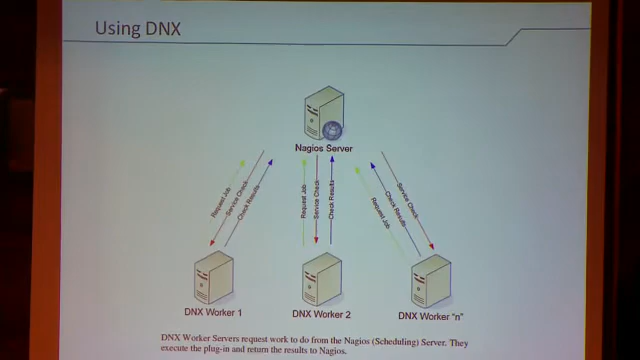 Using DNX
Nagios Server
Request Job
Service Check
Check Results
Request Job
Service Check
Check Results
Service Check
Check Results
Request Job
DNX Worker 1
DNX Worker 2
DNX Worker "n"
DNX Worker Servers request work to do from the Nagios (Scheduling) Server. They
execute the plug-in and return the results to Nagios.